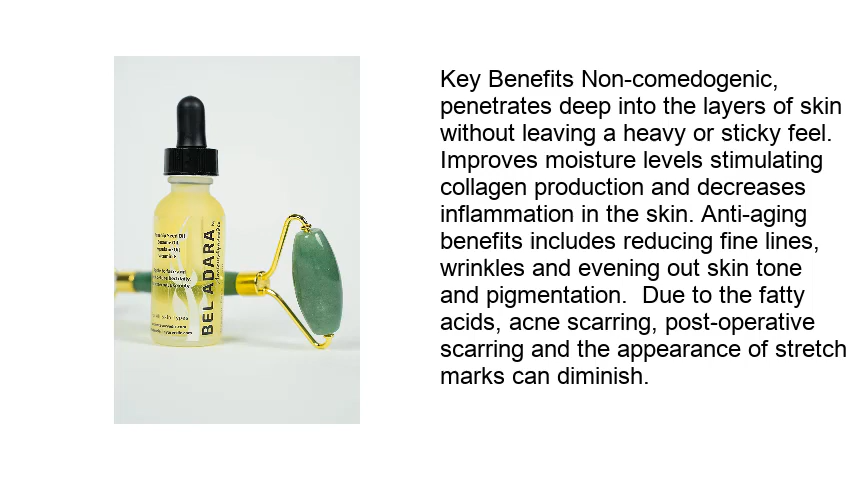 BEL ADARA
Key Benefits Non-comedogenic,
penetrates deep into the layers of skin
without leaving a heavy or sticky feel.
Improves moisture levels stimulating
collagen production and decreases
inflammation in the skin. Anti-aging
benefits includes reducing fine lines,
wrinkles and evening out skin tone
and pigmentation.  Due to the fatty
acids, acne scarring, post-operative
scarring and the appearance of stretch
marks can diminish.